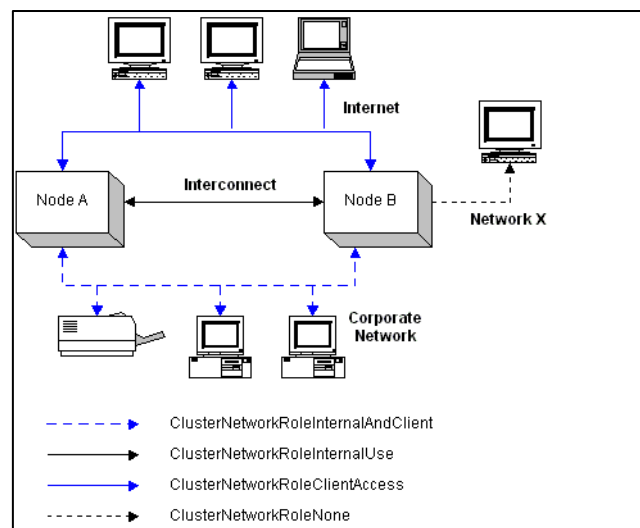 Internet
Node A
Interconnect
Node B
Network X
Corporate
Network
ClusterNetworkRoleInternalAndClient
ClusterNetworkRoleInternalUse
ClusterNetworkRoleClientAccess
ClusterNetworkRoleNone